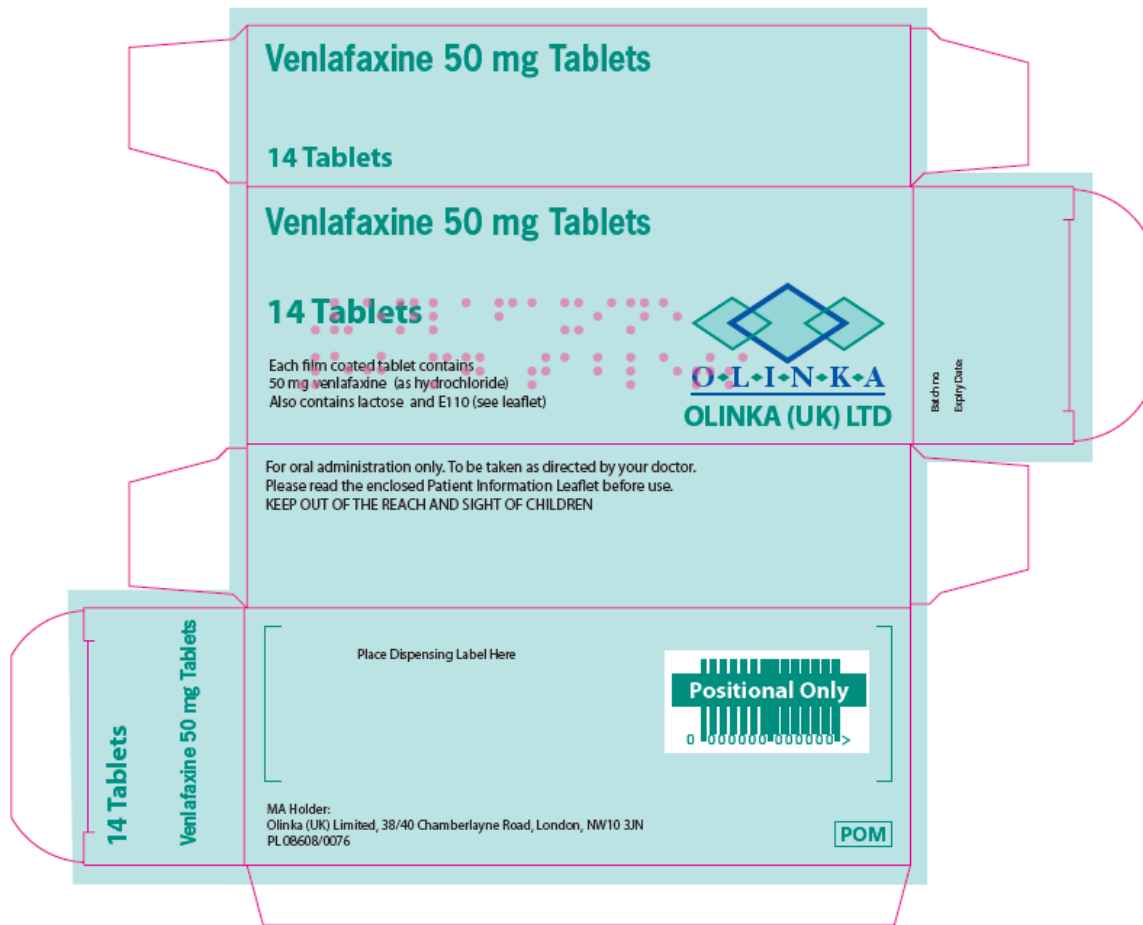 Venlafaxine 50 mg Tablets
14 Tablets
Venlafaxine 50 mg Tablets
14 Tablets
Each film coated tablet contains
50 mg venlafaxine (as hydrochloride)
Also contains lactose and E110 (see leaflet)
O•L•I•N•K•A
OLINKA (UK) LTD
Batch no.
Expiry Date:
For oral administration only. To be taken as directed by your doctor.
Please read the enclosed Patient Information Leaflet before use.
KEEP OUT OF THE REACH AND SIGHT OF CHILDREN
14 Tablets
Venlafaxine 50 mg Tablets
Place Dispensing Label Here
Positional Only
0 000000 000000 >
MA Holder:
Olinka (UK) Limited, 38/40 Chamberlayne Road, London, NW10 3JN
PL 08608/0076
POM